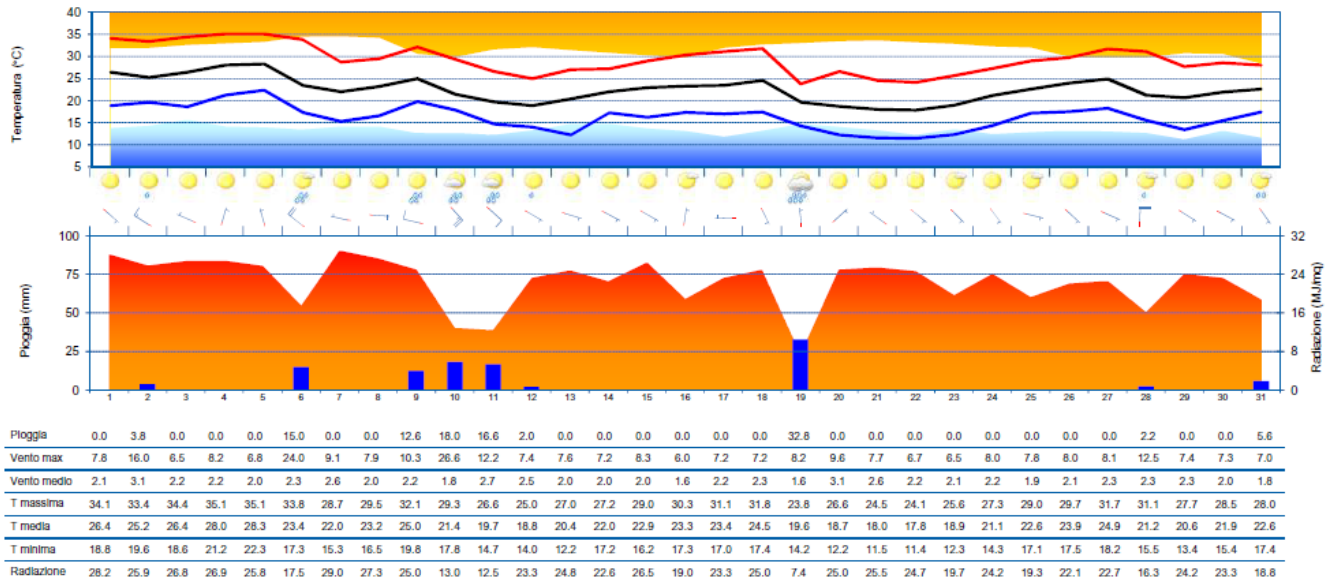 40
35
30
25
20
15
10
5
Temperatura (°C)
100 32
75 24
50 16
25 8
0 0
Pioggia (mm)
Radiazione (MJ/mq)
1 2 3 4 5 6 7 8 9 10 11 12 13 14 15 16 17 18 19 20 21 22 23 24 25 26 27 28 29 30 31
Pioggia 0.0 3.8 0.0 0.0 0.0 15.0 0.0 0.0 12.6 18.0 16.6 2.0 0.0 0.0 0.0 0.0 0.0 0.0 32.8 0.0 0.0 0.0 0.0 0.0 0.0 0.0 0.0 2.2 0.0 0.0 5.6
Vento max 7.8 16.0 6.5 8.2 6.8 24.0 9.1 7.9 10.3 26.6 12.2 7.4 7.6 7.2 8.3 6.0 7.2 7.2 8.2 9.6 7.7 6.7 6.5 8.0 7.8 8.0 8.1 12.5 7.4 7.3 7.0
Vento medio 2.1 3.1 2.2 2.2 2.0 2.3 2.6 2.0 2.2 1.8 2.7 2.5 2.0 2.0 2.0 1.6 2.2 2.3 1.6 3.1 2.6 2.2 2.1 2.2 1.9 2.1 2.3 2.3 2.3 2.0 1.8
T massima 34.1 33.4 34.4 35.1 35.1 33.8 28.7 29.5 32.1 29.3 26.6 25.0 27.0 27.2 29.0 30.3 31.1 31.8 23.8 26.6 24.5 24.1 25.6 27.3 29.0 29.7 31.7 31.1 27.7 28.5 28.0
T media 26.4 25.2 26.4 28.0 28.3 23.4 22.0 23.2 25.0 21.4 19.7 18.8 20.4 22.0 22.9 23.3 23.4 24.5 19.6 18.7 18.0 17.8 18.9 21.1 22.6 23.9 24.9 21.2 20.6 21.9 22.6
T minima 18.8 19.6 18.6 21.2 22.3 17.3 15.3 16.5 19.8 17.8 14.7 14.0 12.2 17.2 16.2 17.3 17.0 17.4 14.2 12.2 11.5 11.4 12.3 14.3 17.1 17.5 18.2 15.5 13.4 15.4 17.4
Radiazione 28.2 25.9 26.8 26.9 25.8 17.5 29.0 27.3 25.0 13.0 12.5 23.3 24.8 22.6 26.5 19.0 23.3 25.0 7.4 25.0 25.5 24.7 19.7 24.2 19.3 22.1 22.7 16.3 24.2 23.3 18.8